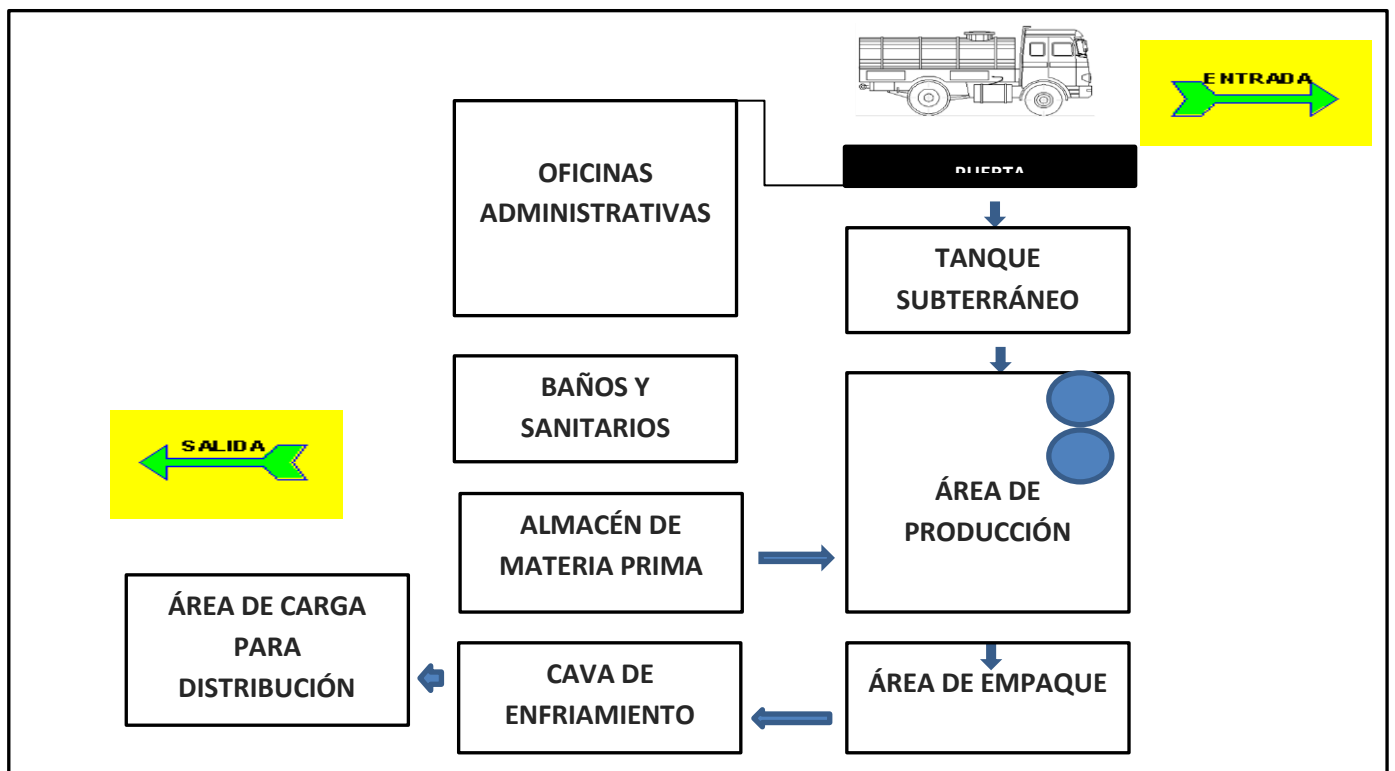 ENTRADA
OFICINAS
ADMINISTRATIVAS
PUERTA
TANQUE
SUBTERRÁNEO
BAÑOS Y
SANITARIOS
SALIDA
ÁREA DE
PRODUCCIÓN
ALMACÉN DE
MATERIA PRIMA
ÁREA DE CARGA
PARA
DISTRIBUCIÓN
CAVA DE
ENFRIAMIENTO
ÁREA DE EMPAQUE